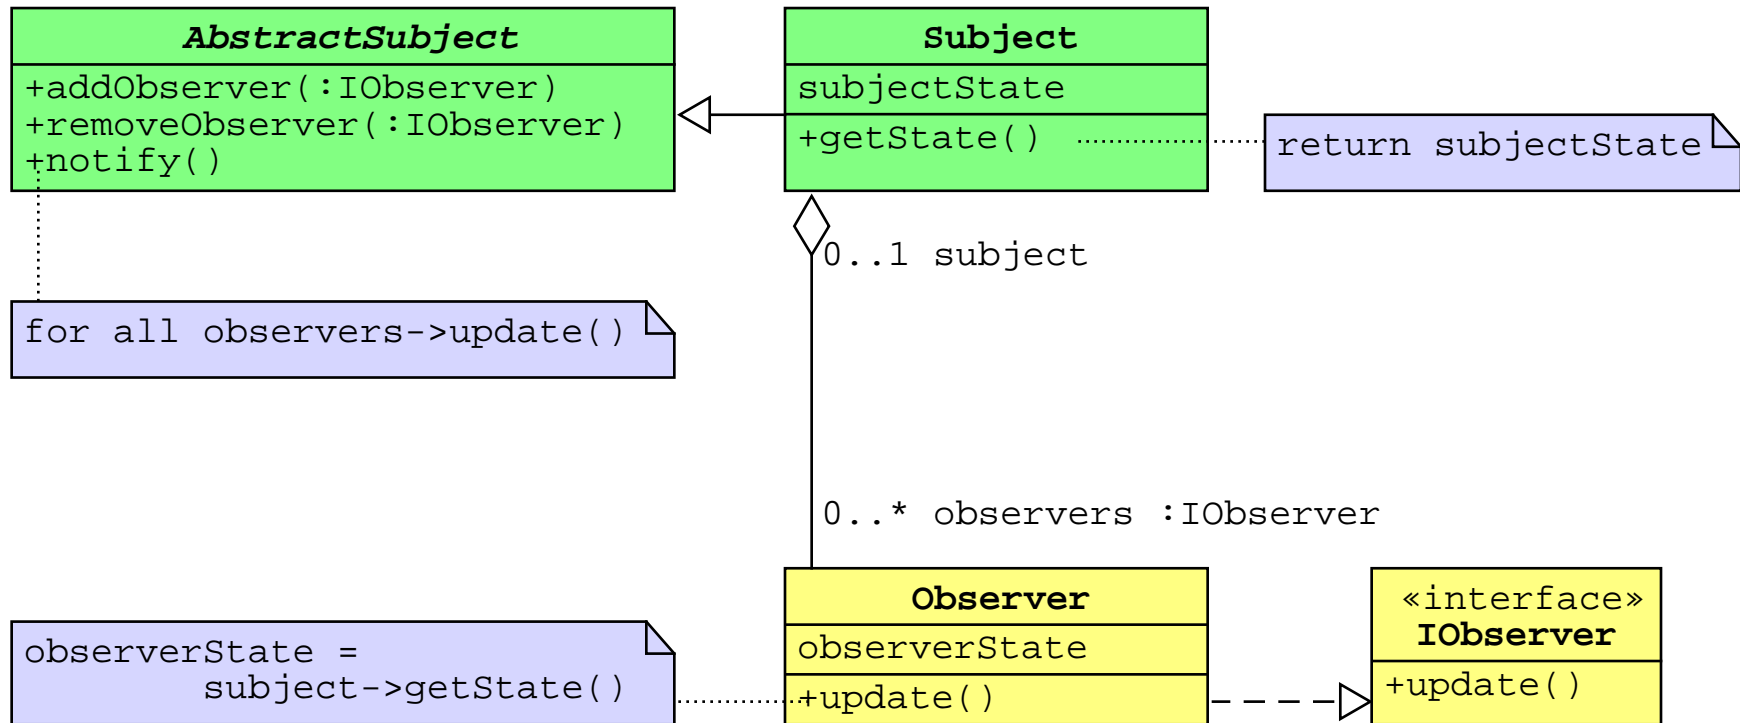 AbstractSubject
+addObserver(:IObserver)
+removeObserver(:IObserver)
+notify()
Subject
subjectState
+getState()
return subjectState
0..1 subject
for all observers->update()
0..* observers :IObserver
observerState =
subject->getState()
Observer
observerState
+update()
«interface»
IObserver
+update()